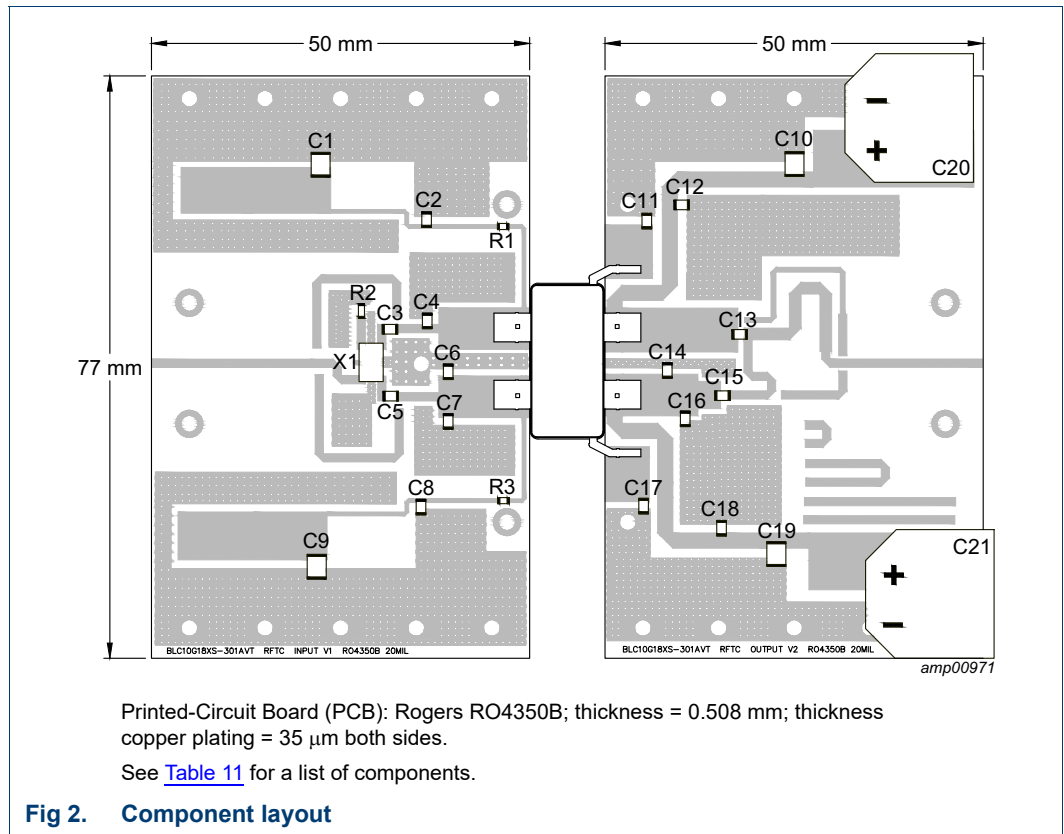 50 mm
50 mm
77 mm
C1
C2
R1
R2
C3
C4
X1
C6
C5
C7
C8
R3
C9
C10
C20
−
+
C11
C12
C13
C14
C15
C16
C17
C18
C19
C21
+
−
BLC10G18XS-301AVT RFTC INPUT V1 RO4350B 20MIL
BLC10G18XS-301AVT RFTC OUTPUT V2 RO4350B 20MIL
amp00971
Printed-Circuit Board (PCB): Rogers RO4350B; thickness = 0.508 mm; thickness
copper plating = 35 μm both sides.
See Table 11 for a list of components.
Fig 2. Component layout